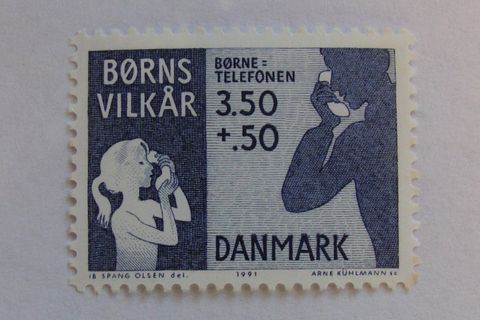 BØRNS
VILKÅR
BØRNE=
TELEFONEN
3.50
+.50
DANMARK
IB SPANG OLSEN del. 1991 ARNE KÜHLMANN sc